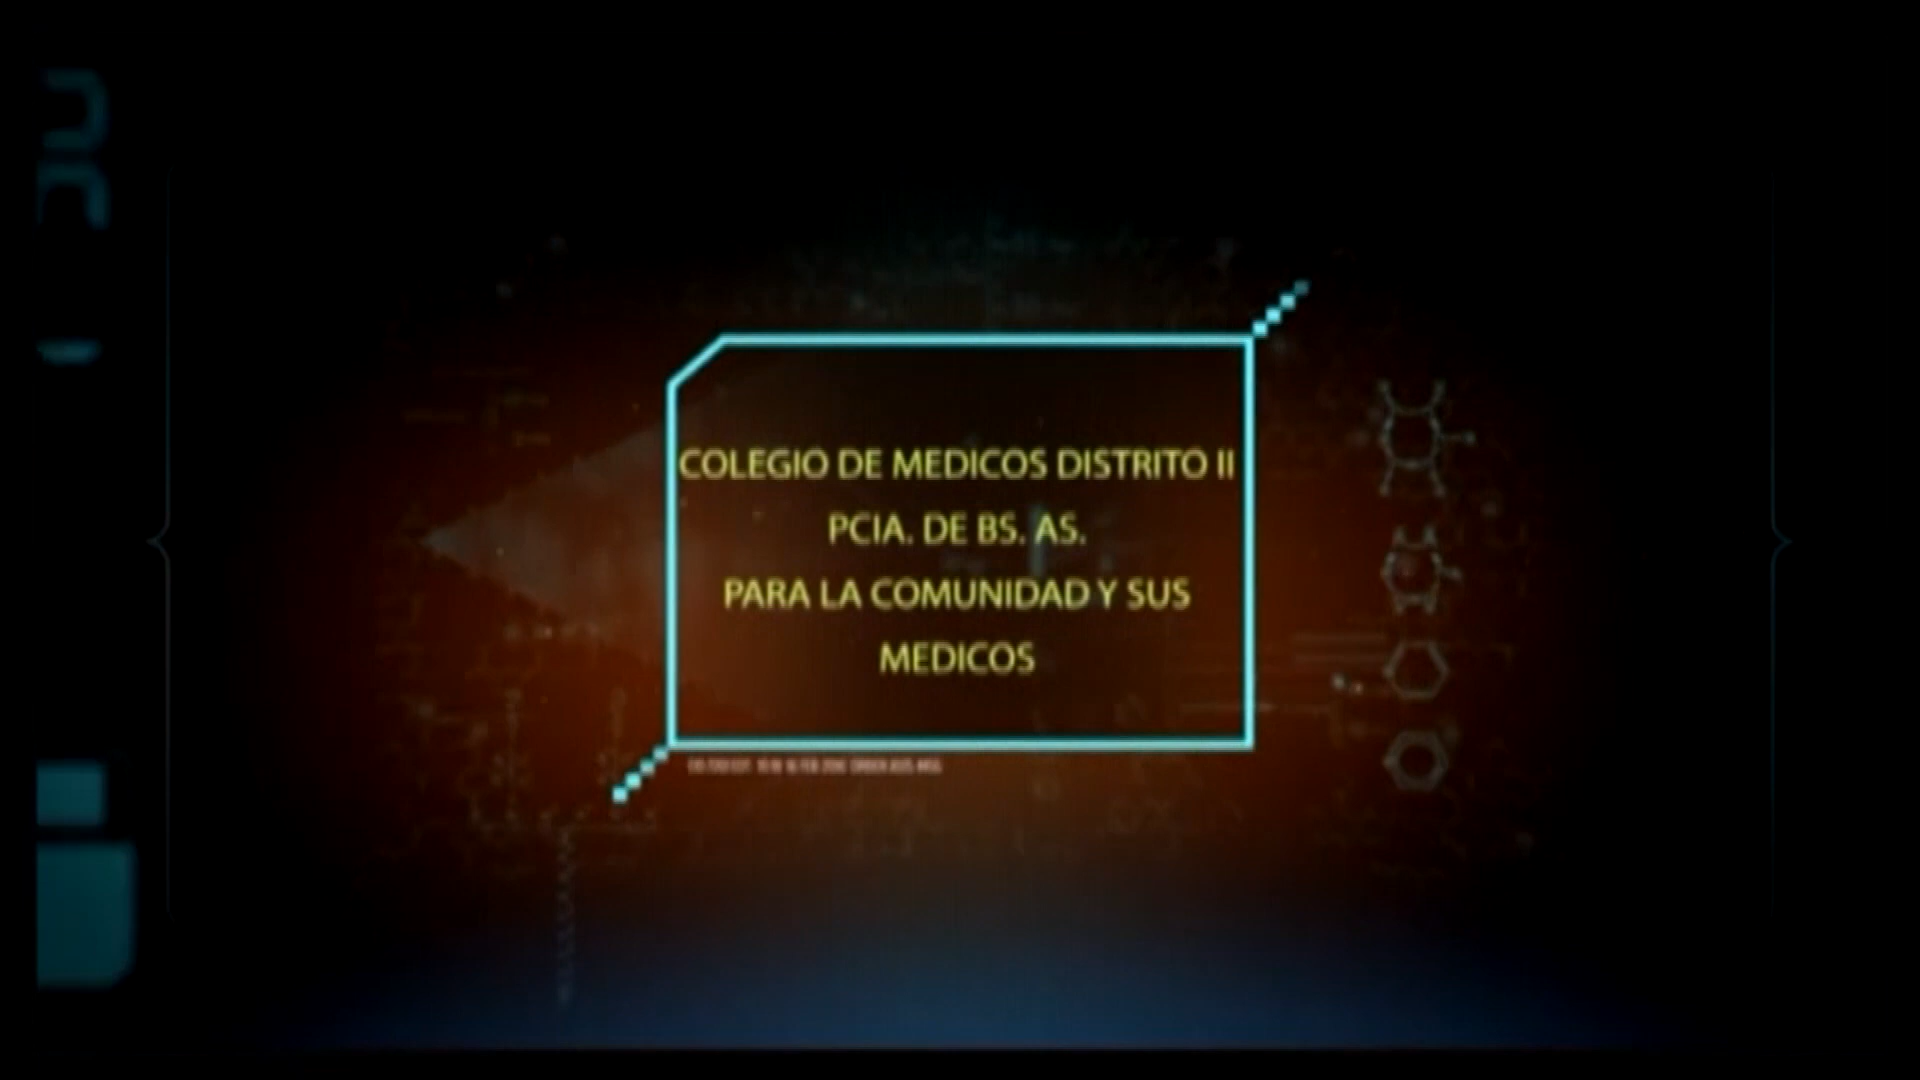 COLEGIO DE MEDICOS DISTRITO II
PCIA. DE BS. AS.
PARA LA COMUNIDAD Y SUS
MEDICOS